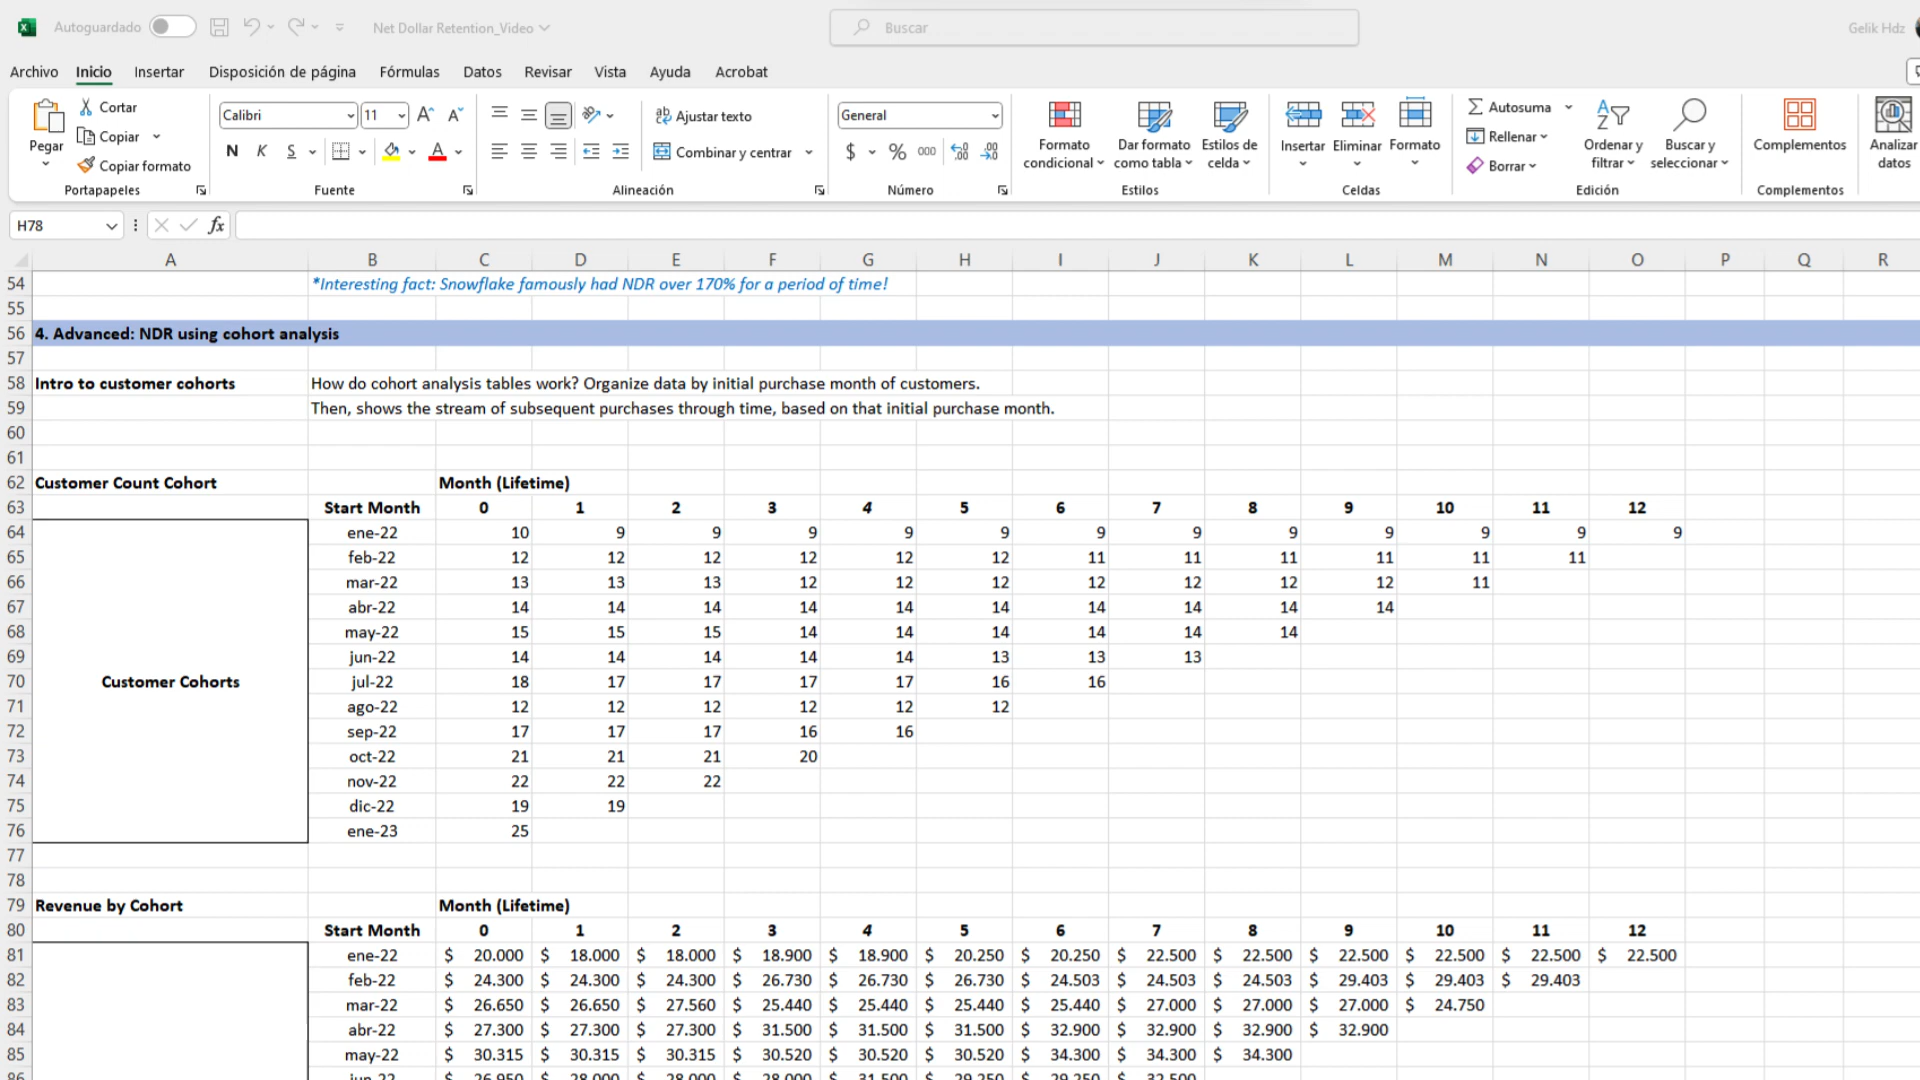 Autoguardado Net Dollar Retention_Video Buscar Gelik Hdz
Archivo Inicio Insertar Disposición de página Fórmulas Datos Revisar Vista Ayuda Acrobat
Pegar Cortar Copiar Copiar formato Portapapeles
Calibri 11 A A N K S A Fuente
Ajustar texto Combinar y centrar Alineación
General $ % 000 Número
Formato condicional Dar formato como tabla Estilos de celda Estilos
Insertar Eliminar Formato Celdas
Autosuma Rellenar Borrar Ordenar y filtrar Buscar y seleccionar Edición
Complementos Complementos
Analizar datos
H78 fx
A B C D E F G H I J K L M N O P Q R
54 *Interesting fact: Snowflake famously had NDR over 170% for a period of time!
55
56 4. Advanced: NDR using cohort analysis
57
58 Intro to customer cohorts How do cohort analysis tables work? Organize data by initial purchase month of customers.
59 Then, shows the stream of subsequent purchases through time, based on that initial purchase month.
60
61
62 Customer Count Cohort Month (Lifetime)
63 Start Month 0 1 2 3 4 5 6 7 8 9 10 11 12
64 ene-22 10 9 9 9 9 9 9 9 9 9 9 9 9
65 feb-22 12 12 12 12 12 12 11 11 11 11 11 11
66 mar-22 13 13 13 12 12 12 12 12 12 12 11
67 abr-22 14 14 14 14 14 14 14 14 14 14
68 may-22 15 15 15 14 14 14 14 14 14
69 jun-22 14 14 14 14 14 13 13 13
70 Customer Cohorts jul-22 18 17 17 17 17 16 16
71 ago-22 12 12 12 12 12 12
72 sep-22 17 17 17 16 16
73 oct-22 21 21 21 20
74 nov-22 22 22 22
75 dic-22 19 19
76 ene-23 25
77
78
79 Revenue by Cohort Month (Lifetime)
80 Start Month 0 1 2 3 4 5 6 7 8 9 10 11 12
81 ene-22 $ 20.000 $ 18.000 $ 18.000 $ 18.900 $ 18.900 $ 20.250 $ 20.250 $ 22.500 $ 22.500 $ 22.500 $ 22.500 $ 22.500 $ 22.500
82 feb-22 $ 24.300 $ 24.300 $ 24.300 $ 26.730 $ 26.730 $ 26.730 $ 24.503 $ 24.503 $ 24.503 $ 29.403 $ 29.403 $ 29.403
83 mar-22 $ 26.650 $ 26.650 $ 27.560 $ 25.440 $ 25.440 $ 25.440 $ 25.440 $ 27.000 $ 27.000 $ 27.000 $ 24.750
84 abr-22 $ 27.300 $ 27.300 $ 27.300 $ 31.500 $ 31.500 $ 31.500 $ 32.900 $ 32.900 $ 32.900 $ 32.900
85 may-22 $ 30.315 $ 30.315 $ 30.315 $ 30.520 $ 30.520 $ 30.520 $ 34.300 $ 34.300 $ 34.300
86 jun-22 $ 26.950 $ 28.000 $ 28.000 $ 28.000 $ 31.500 $ 29.250 $ 29.250 $ 32.500